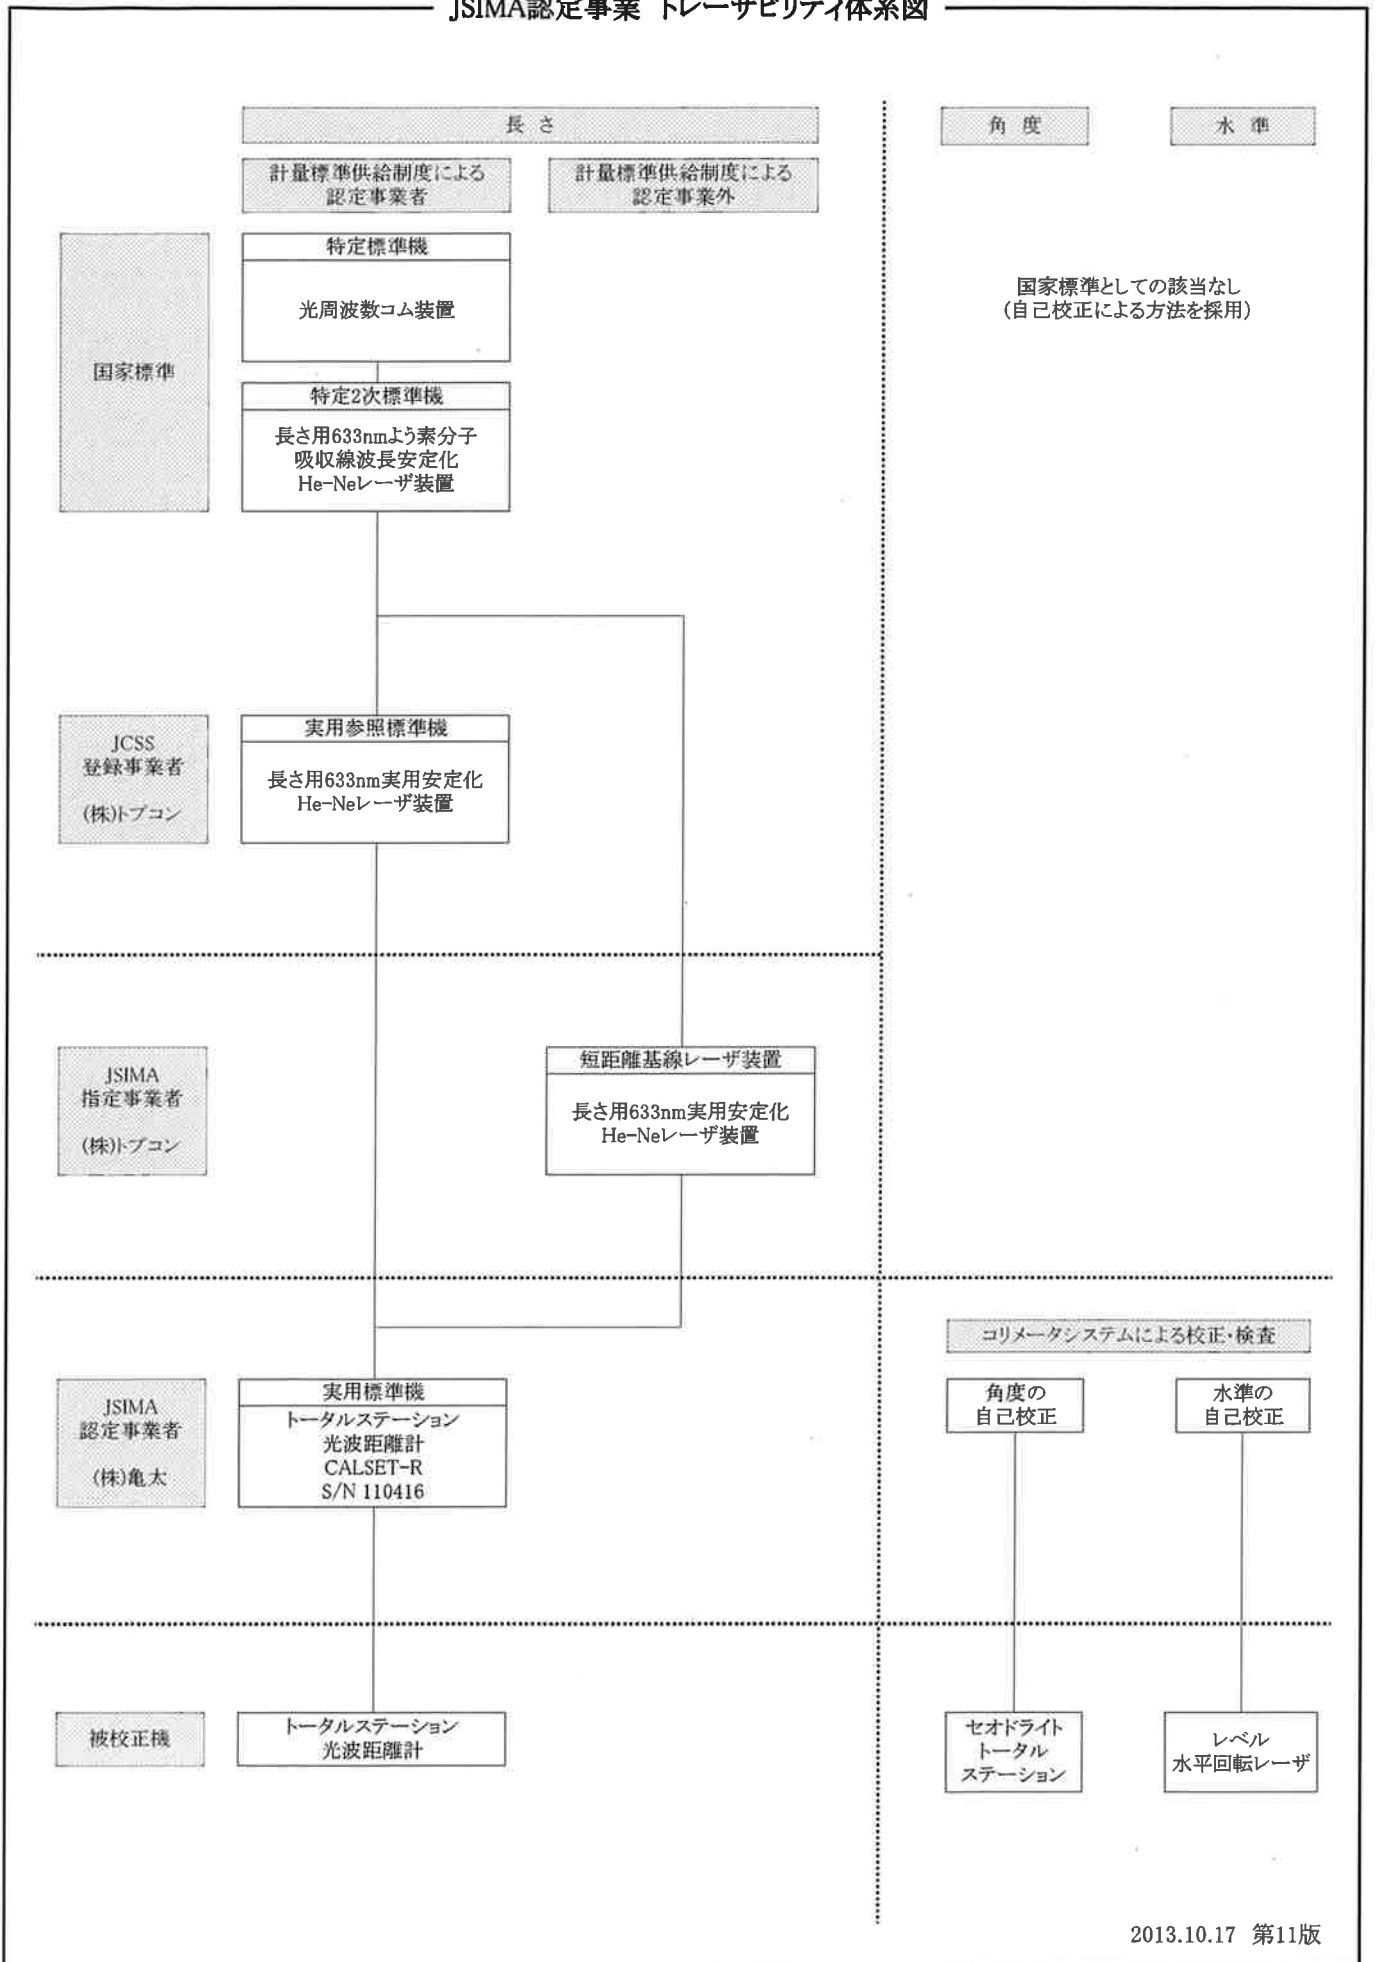 JSIMA認定事業 トレーサビリティ体系図
長 さ
角 度
水 準
計量標準供給制度による
認定事業者
計量標準供給制度による
認定事業外
国家標準
特定標準機
光周波数コム装置
国家標準としての該当なし
(自己校正による方法を採用)
特定2次標準機
長さ用633nmよう素分子
吸収線波長安定化
He-Neレーザ装置
JCSS
登録事業者
(株)トプコン
実用参照標準機
長さ用633nm実用安定化
He-Neレーザ装置
JSIMA
指定事業者
(株)トプコン
短距離基線レーザ装置
長さ用633nm実用安定化
He-Neレーザ装置
コリメータシステムによる校正・検査
JSIMA
認定事業者
(株)亀太
実用標準機
トータルステーション
光波距離計
CALSET-R
S/N 110416
角度の
自己校正
水準の
自己校正
被校正機
トータルステーション
光波距離計
セオドライト
トータル
ステーション
レベル
水平回転レーザ
2013.10.17 第11版